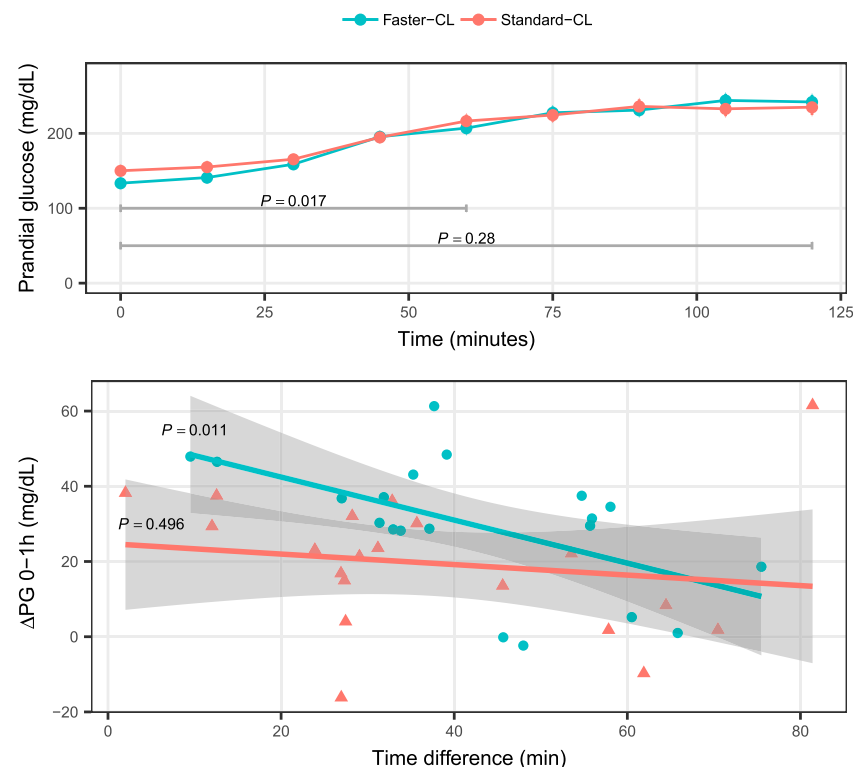 Faster−CL Standard−CL
Prandial glucose (mg/dL)
200
100
0
P = 0.017
P = 0.28
0 25 50 75 100 125
Time (minutes)
ΔPG 0−1h (mg/dL)
60
40
20
0
−20
P = 0.011
P = 0.496
0 20 40 60 80
Time difference (min)